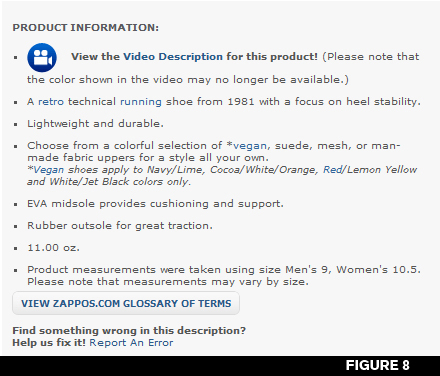 PRODUCT INFORMATION:
View the Video Description for this product! (Please note that
the color shown in the video may no longer be available.)
A retro technical running shoe from 1981 with a focus on heel stability.
Lightweight and durable.
Choose from a colorful selection of *vegan, suede, mesh, or man-
made fabric uppers for a style all your own.
*Vegan shoes apply to Navy/Lime, Cocoa/White/Orange, Red/Lemon Yellow
and White/Jet Black colors only.
EVA midsole provides cushioning and support.
Rubber outsole for great traction.
11.00 oz.
Product measurements were taken using size Men's 9, Women's 10.5.
Please note that measurements may vary by size.
VIEW ZAPPOS.COM GLOSSARY OF TERMS
Find something wrong in this description?
Help us fix it! Report An Error
FIGURE 8